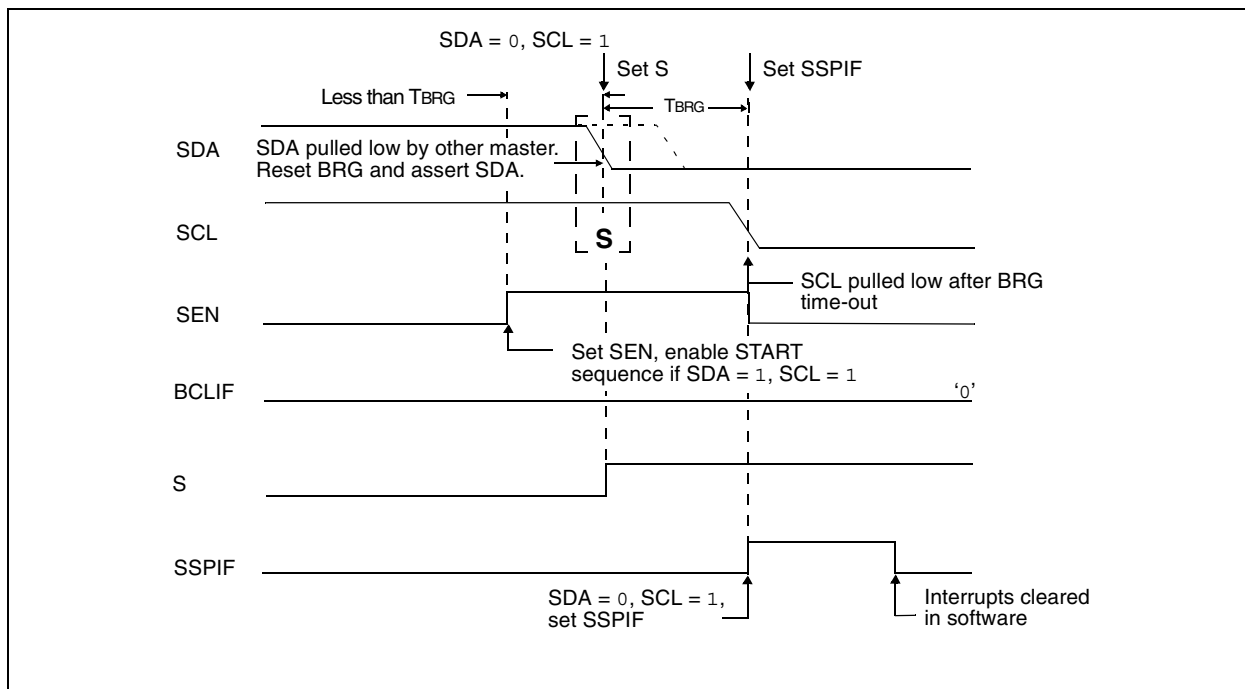 SDA = 0, SCL = 1
Set S
Set SSPIF
Less than TBRG
TBRG
SDA
SDA pulled low by other master.
Reset BRG and assert SDA.
SCL
S
SCL pulled low after BRG
time-out
SEN
Set SEN, enable START
sequence if SDA = 1, SCL = 1
BCLIF
‘0’
S
SSPIF
SDA = 0, SCL = 1,
set SSPIF
Interrupts cleared
in software